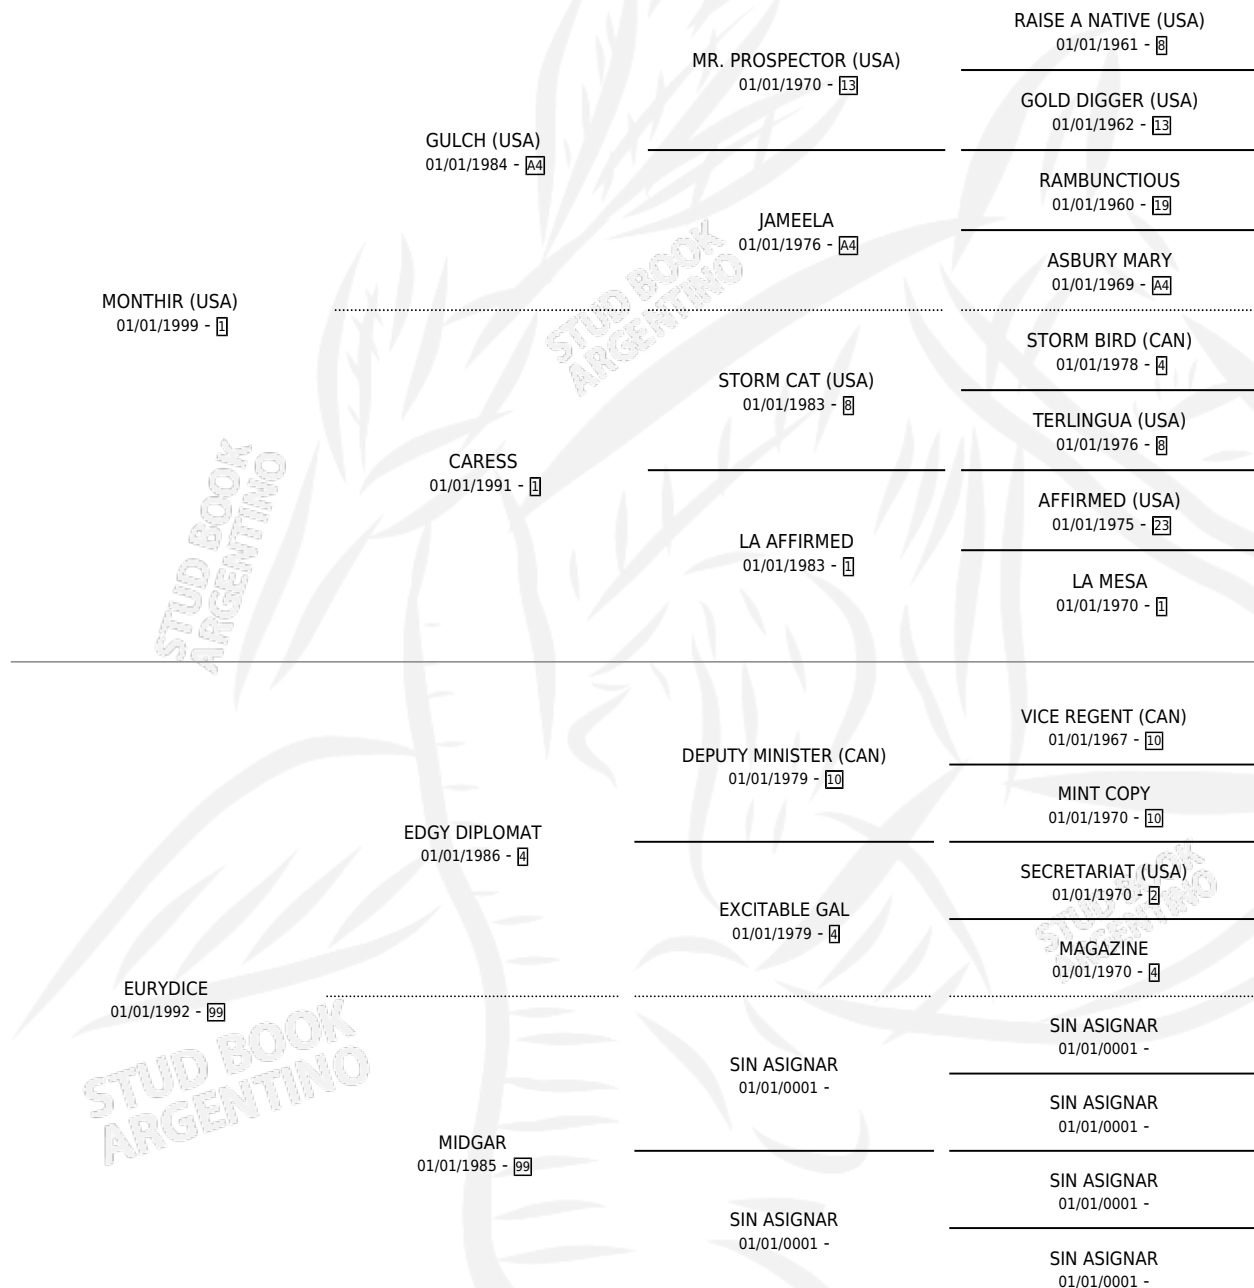 RAISE A NATIVE (USA)
01/01/1961 - 8
MR. PROSPECTOR (USA)
01/01/1970 - 13
GOLD DIGGER (USA)
01/01/1962 - 13
GULCH (USA)
01/01/1984 - A4
RAMBUNCTIOUS
01/01/1960 - 19
JAMEELA
01/01/1976 - A4
ASBURY MARY
01/01/1969 - A4
MONTHIR (USA)
01/01/1999 - 1
STORM BIRD (CAN)
01/01/1978 - 4
STORM CAT (USA)
01/01/1983 - 8
TERLINGUA (USA)
01/01/1976 - 8
CARESS
01/01/1991 - 1
AFFIRMED (USA)
01/01/1975 - 23
LA AFFIRMED
01/01/1983 - 1
LA MESA
01/01/1970 - 1
VICE REGENT (CAN)
01/01/1967 - 10
DEPUTY MINISTER (CAN)
01/01/1979 - 10
MINT COPY
01/01/1970 - 10
EDGY DIPLOMAT
01/01/1986 - 4
SECRETARIAT (USA)
01/01/1970 - 2
EXCITABLE GAL
01/01/1979 - 4
MAGAZINE
01/01/1970 - 4
EURYDICE
01/01/1992 - 99
SIN ASIGNAR
01/01/0001 -
SIN ASIGNAR
01/01/0001 -
SIN ASIGNAR
01/01/0001 -
MIDGAR
01/01/1985 - 99
SIN ASIGNAR
01/01/0001 -
SIN ASIGNAR
01/01/0001 -
SIN ASIGNAR
01/01/0001 -
STUD BOOK
ARGENTINO
STUD BOOK
ARGENTINO
STUD BOOK
ARGENTINO
STUD BOOK
ARGENTINO